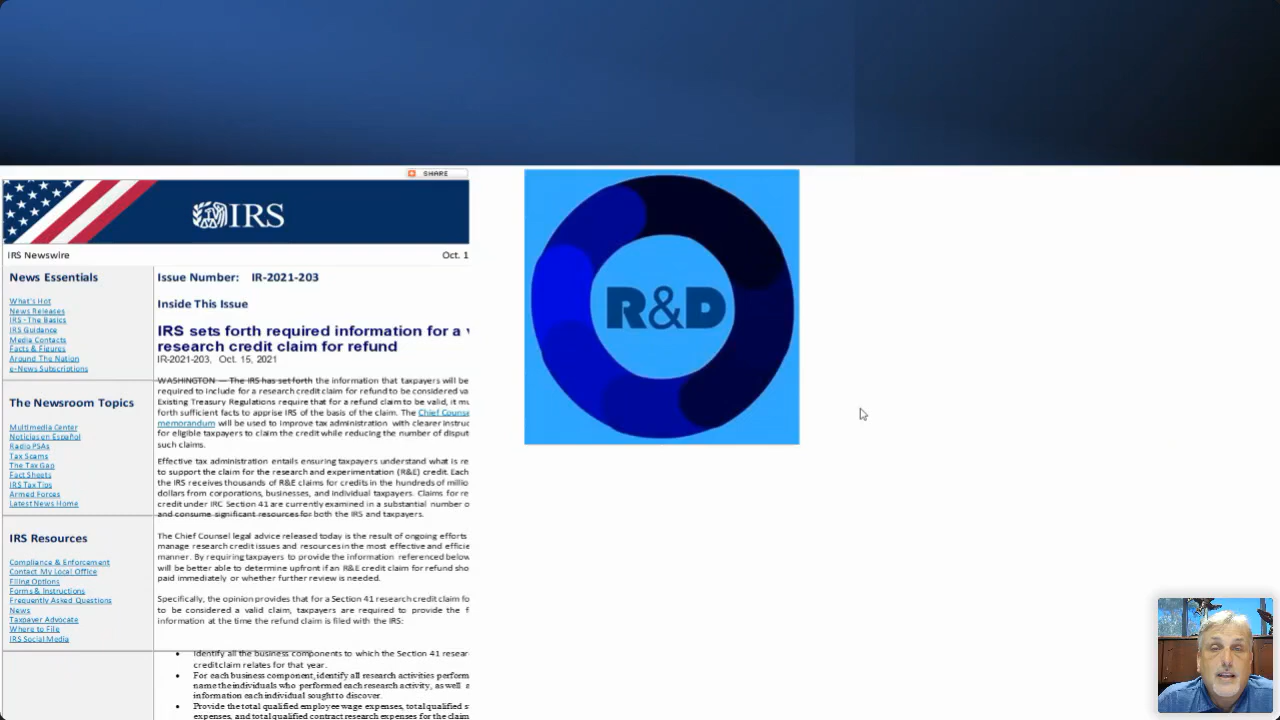 SHARE
IRS
IRS Newswire
Oct. 1
News Essentials
What's Hot
News Releases
IRS - The Basics
IRS Guidance
Media Contacts
Facts & Figures
Around The Nation
e-News Subscriptions
The Newsroom Topics
Multimedia Center
Noticias en Español
Radio PSAs
Tax Scams
The Tax Gap
Fact Sheets
IRS Tax Tips
Armed Forces
Latest News Home
IRS Resources
Compliance & Enforcement
Contact My Local Office
Filing Options
Forms & Instructions
Frequently Asked Questions
News
Taxpayer Advocate
Where to File
IRS Social Media
Issue Number: IR-2021-203
Inside This Issue
IRS sets forth required information for a
research credit claim for refund
IR-2021-203, Oct. 15, 2021
WASHINGTON — The IRS has set forth the information that taxpayers will be
required to include for a research credit claim for refund to be considered va
Existing Treasury Regulations require that for a refund claim to be valid, it mu
forth sufficient facts to apprise IRS of the basis of the claim. The Chief Counse
memorandum will be used to improve tax administration with clearer instruc
for eligible taxpayers to claim the credit while reducing the number of disput
such claims.
Effective tax administration entails ensuring taxpayers understand what is re
to support the claim for the research and experimentation (R&E) credit. Each
the IRS receives thousands of R&E claims for credits in the hundreds of millio
dollars from corporations, businesses, and individual taxpayers. Claims for re
credit under IRC Section 41 are currently examined in a substantial number o
and consume significant resources for both the IRS and taxpayers.
The Chief Counsel legal advice released today is the result of ongoing efforts
manage research credit issues and resources in the most effective and efficie
manner. By requiring taxpayers to provide the information referenced below
will be better able to determine upfront if an R&E credit claim for refund sho
paid immediately or whether further review is needed.
Specifically, the opinion provides that for a Section 41 research credit claim fo
to be considered a valid claim, taxpayers are required to provide the f
information at the time the refund claim is filed with the IRS:
• Identify all the business components to which the Section 41 resear
credit claim relates for that year.
• For each business component, identify all research activities perform
name the individuals who performed each research activity, as well a
information each individual sought to discover.
• Provide the total qualified employee wage expenses, total qualified s
expenses, and total qualified contract research expenses for the claim
R&D